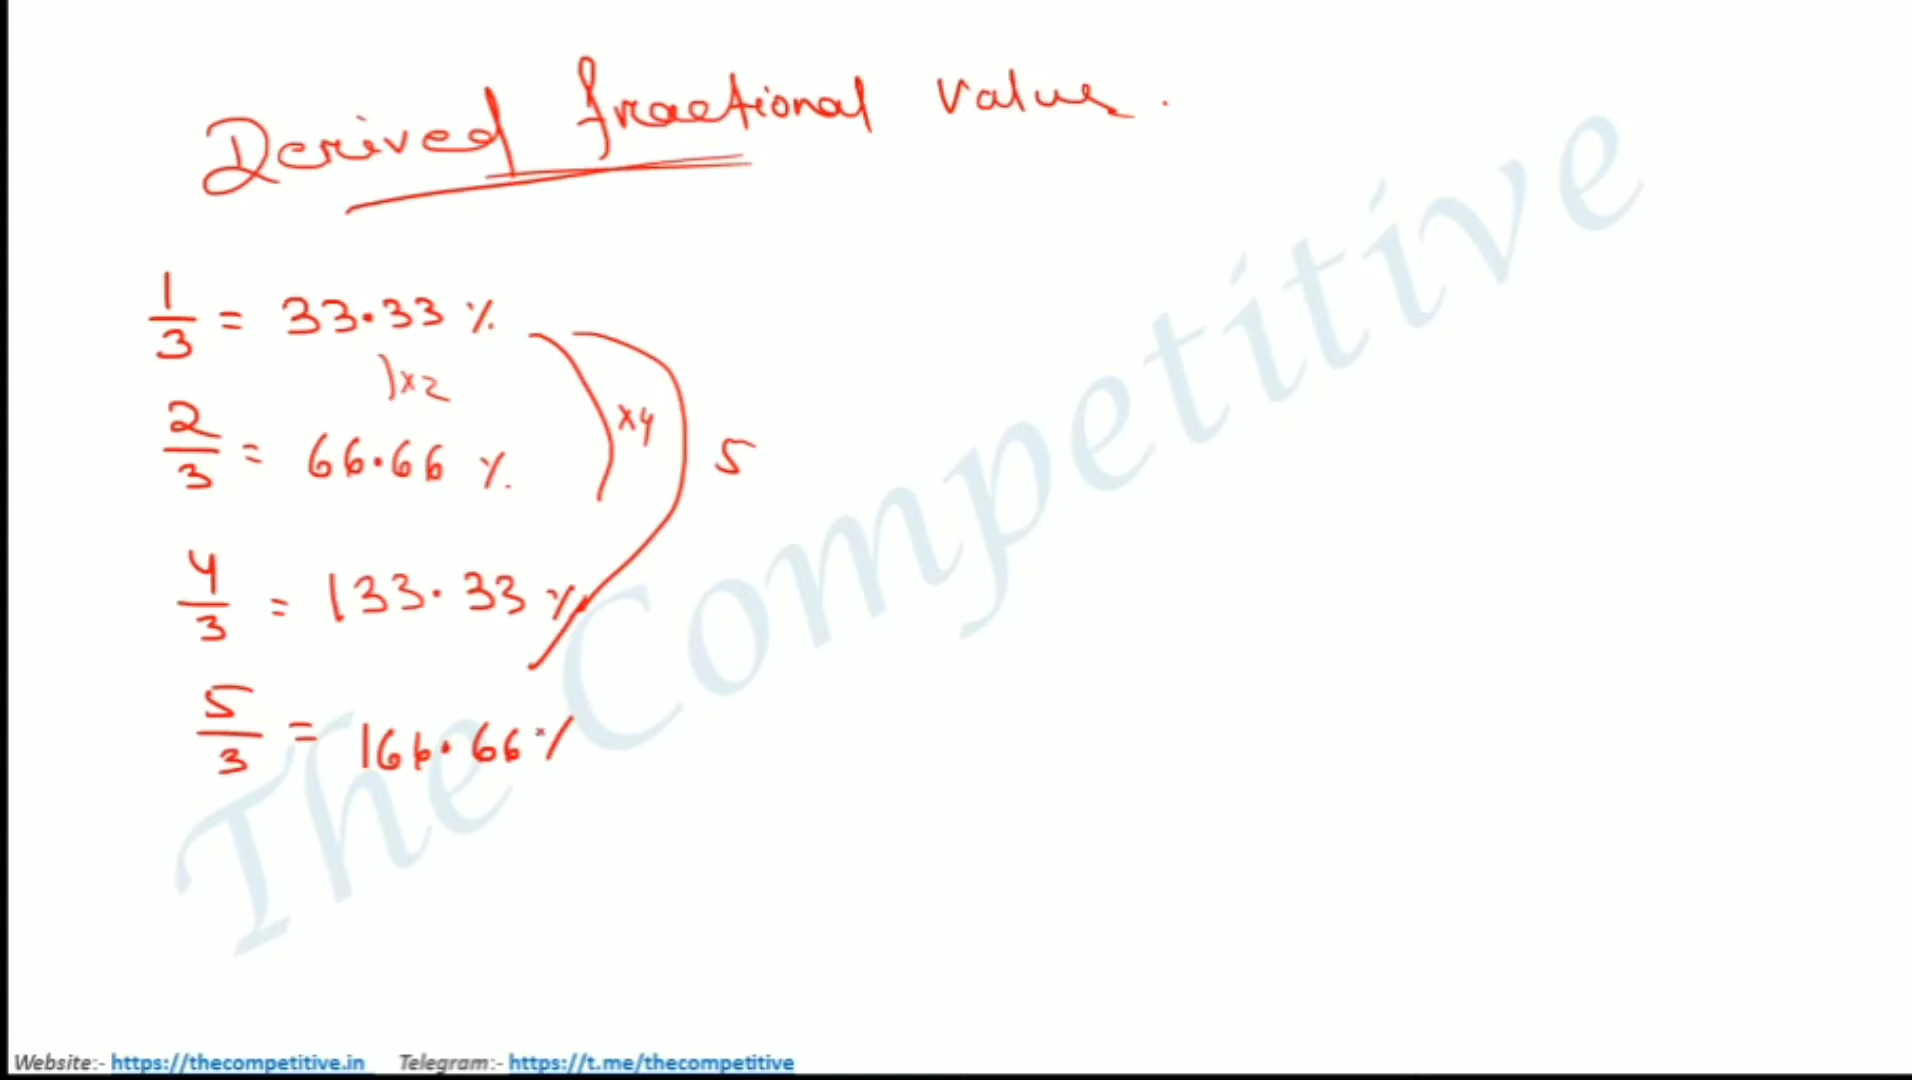 Derived fractional value.
1/3 = 33.33 %
)×2
2/3 = 66.66 %
×4
5
4/3 = 133.33 %
5/3 = 166.66 %
The Competitive
Website:- https://thecompetitive.in Telegram:- https://t.me/thecompetitive